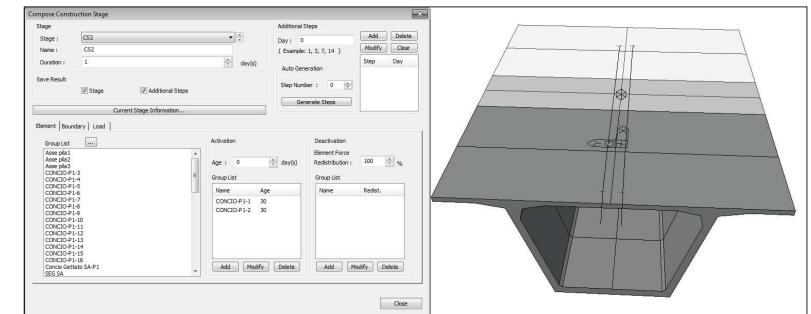 Compose Construction Stage
Stage
Stage : CS2
Name : CS2
Duration : 1 day(s)
Save Result
Stage Additional Steps
Current Stage Information...
Additional Steps
Day : 0 Add Delete
( Example: 1, 3, 7, 14 ) Modify Clear
Step Day
Auto Generation
Step Number : 0
Generate Steps
Element Boundary Load
Group List ...
Asse pila1
Asse pila2
Asse pila3
CONCIO-P1-3
CONCIO-P1-4
CONCIO-P1-5
CONCIO-P1-6
CONCIO-P1-7
CONCIO-P1-8
CONCIO-P1-9
CONCIO-P1-10
CONCIO-P1-11
CONCIO-P1-12
CONCIO-P1-13
CONCIO-P1-14
CONCIO-P1-15
CONCIO-P1-16
Concio Gettato SA-P1
SEG SA
Activation
Age : 0 day(s)
Group List
Name Age
CONCIO-P1-1 30
CONCIO-P1-2 30
Add Modify Delete
Deactivation
Element Force
Redistribution : 100 %
Group List
Name Redist.
Add Modify Delete
Close